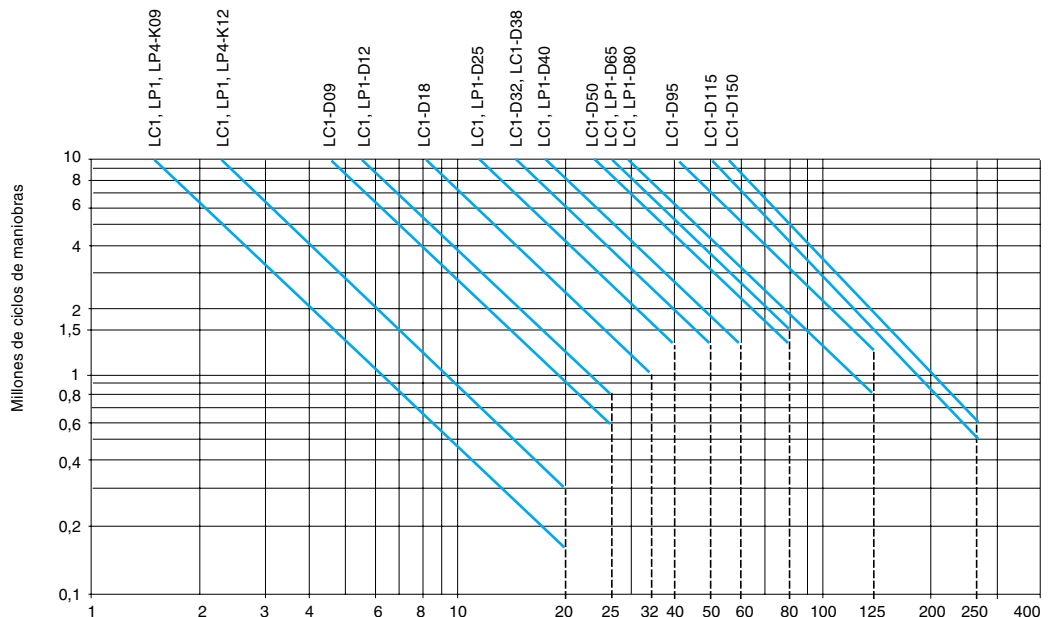 LC1, LP1, LP4-K09
LC1, LP1, LP4-K12
LC1-D09
LC1, LP1-D12
LC1-D18
LC1, LP1-D25
LC1-D32, LC1-D38
LC1, LP1-D40
LC1-D50
LC1, LP1-D65
LC1, LP1-D80
LC1-D95
LC1-D115
LC1-D150
Millones de ciclos de maniobras
10
8
6
4
2
1,5
1
0,8
0,6
0,4
0,2
0,1
1 2 3 4 6 8 10 20 25 32 40 50 60 80 100 125 200 250 400